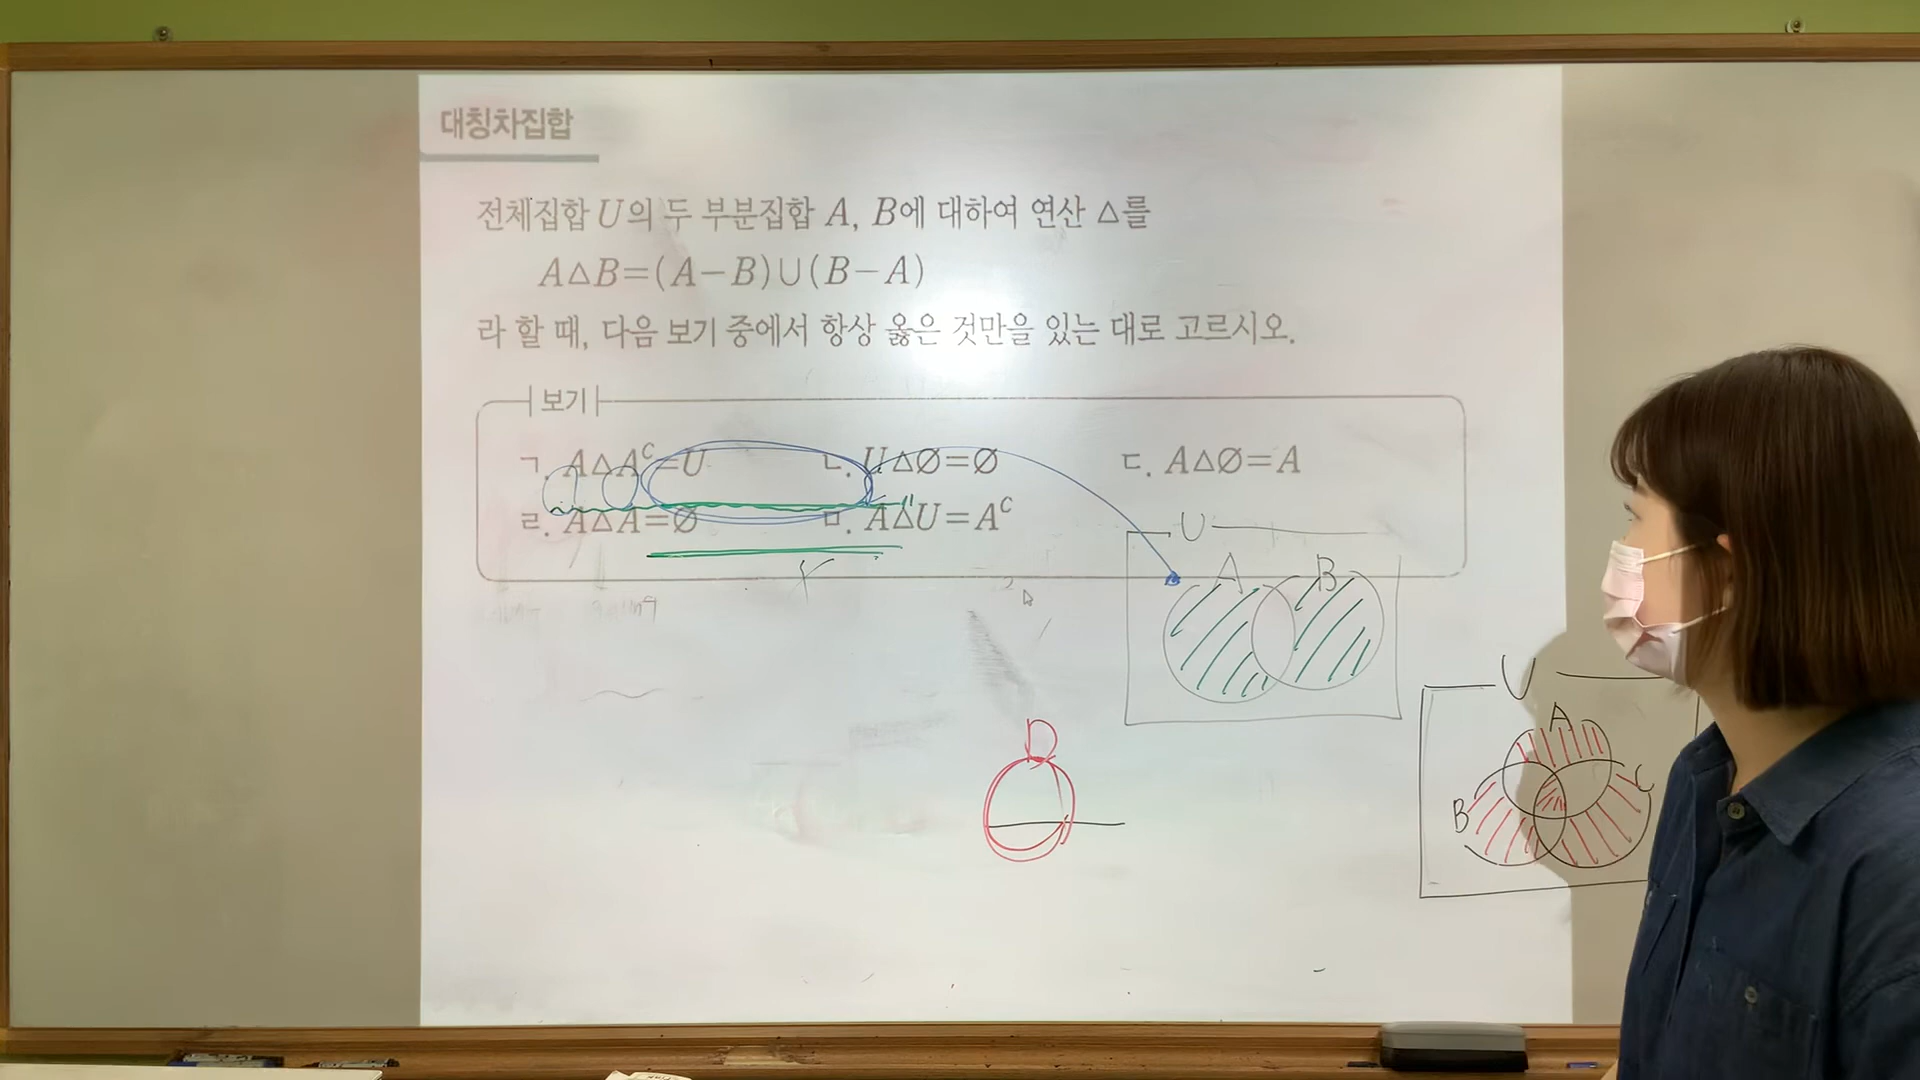 대칭차집합
전체집합 U의 두 부분집합 A, B에 대하여 연산 △를
A△B=(A-B)∪(B-A)
라 할 때, 다음 보기 중에서 항상 옳은 것만을 있는 대로 고르시오.
보기
ㄱ. A△Aᶜ=U ㄴ. U△∅=∅ ㄷ. A△∅=A
ㄹ. A△A=∅ ㅁ. A△U=Aᶜ
U
A B
U
A
B C